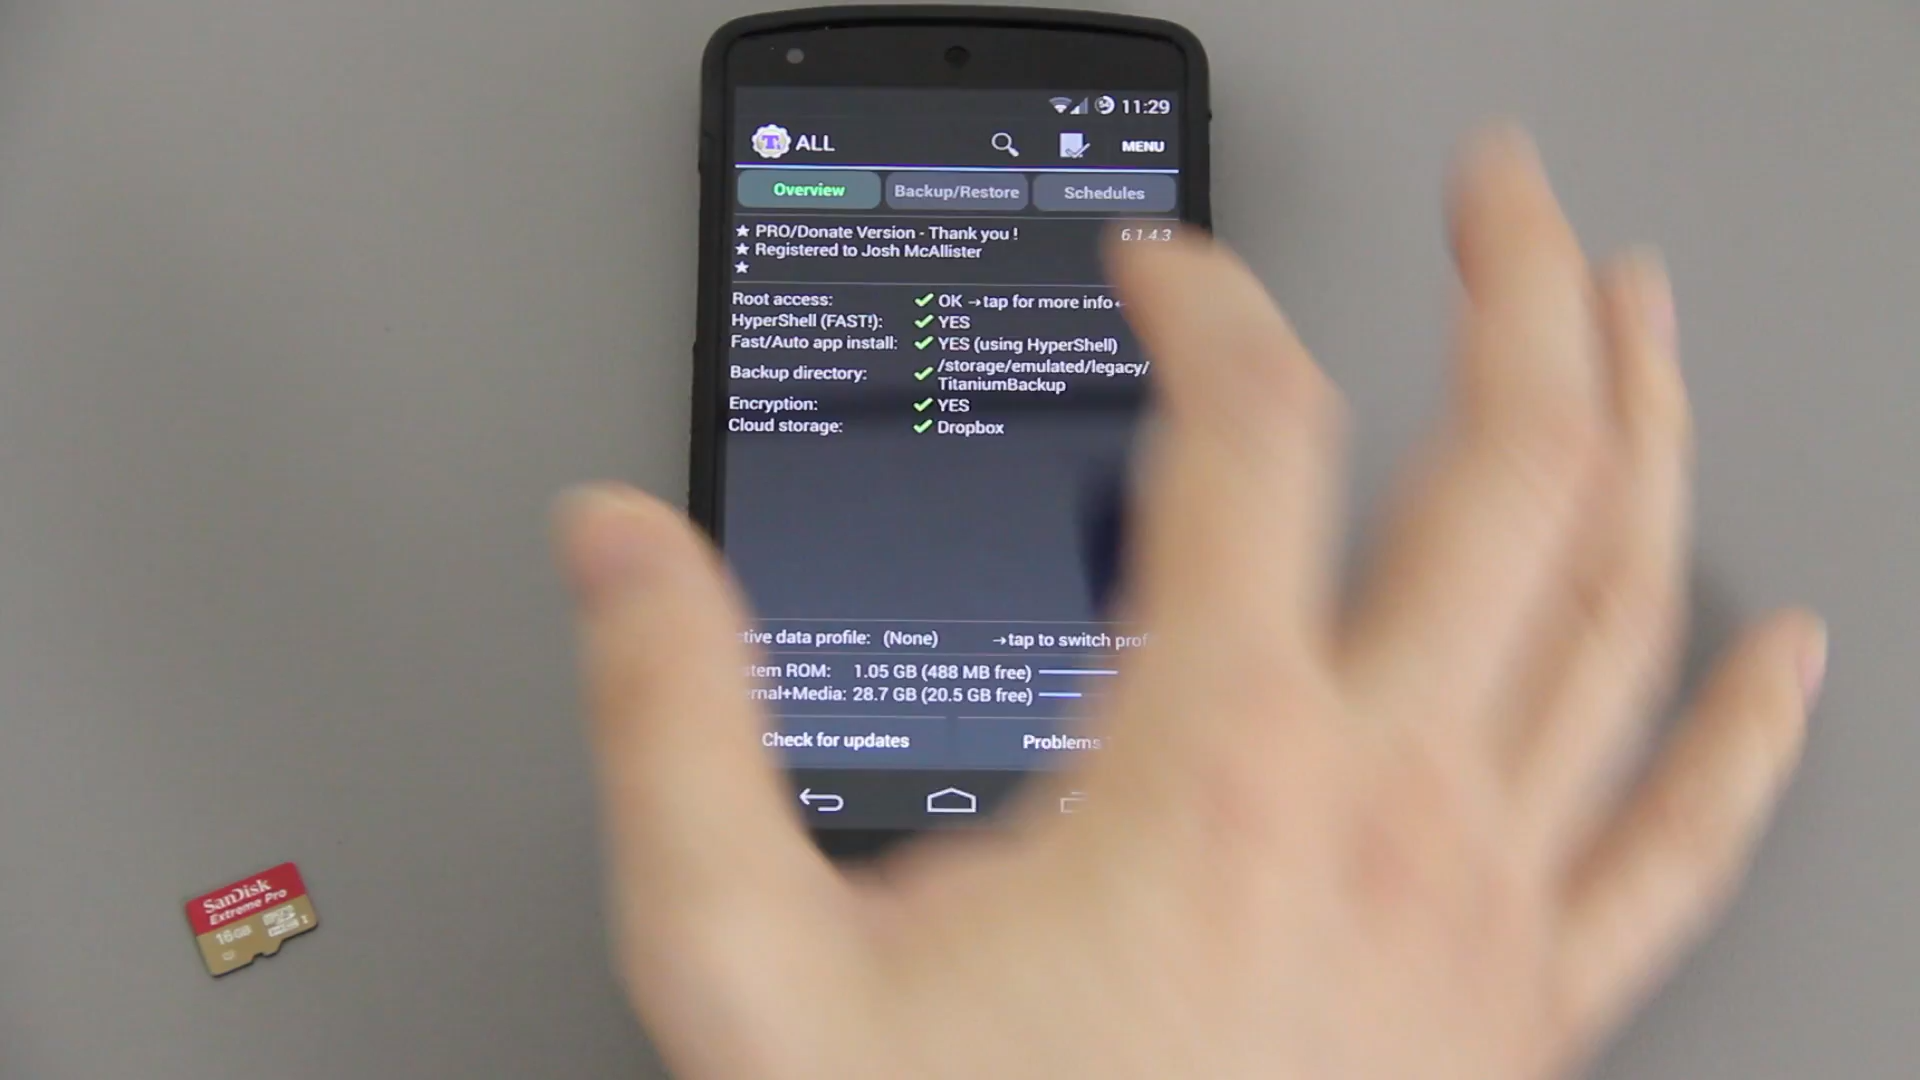 11:29
ALL
MENU
Overview
Backup/Restore
Schedules
★ PRO/Donate Version - Thank you !
6.1.4.3
★ Registered to Josh McAllister
★
Root access: ✓ OK →tap for more info←
HyperShell (FAST!): ✓ YES
Fast/Auto app install: ✓ YES (using HyperShell)
Backup directory: ✓ /storage/emulated/legacy/
TitaniumBackup
Encryption: ✓ YES
Cloud storage: ✓ Dropbox
ctive data profile: (None) →tap to switch prof
tem ROM: 1.05 GB (488 MB free)
rnal+Media: 28.7 GB (20.5 GB free)
Check for updates
Problems
SanDisk
Extreme Pro
16GB